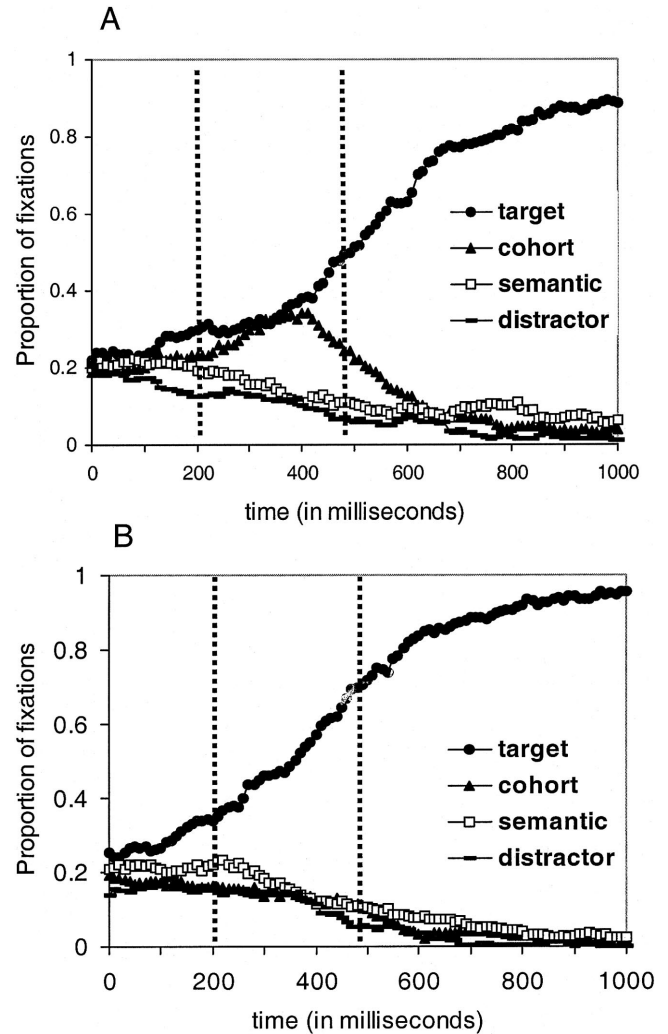 A
1
0.8
0.6
0.4
0.2
0
Proportion of fixations
target
cohort
semantic
distractor
0 200 400 600 800 1000
time (in milliseconds)
B
1
0.8
0.6
0.4
0.2
0
Proportion of fixations
target
cohort
semantic
distractor
0 200 400 600 800 1000
time (in milliseconds)